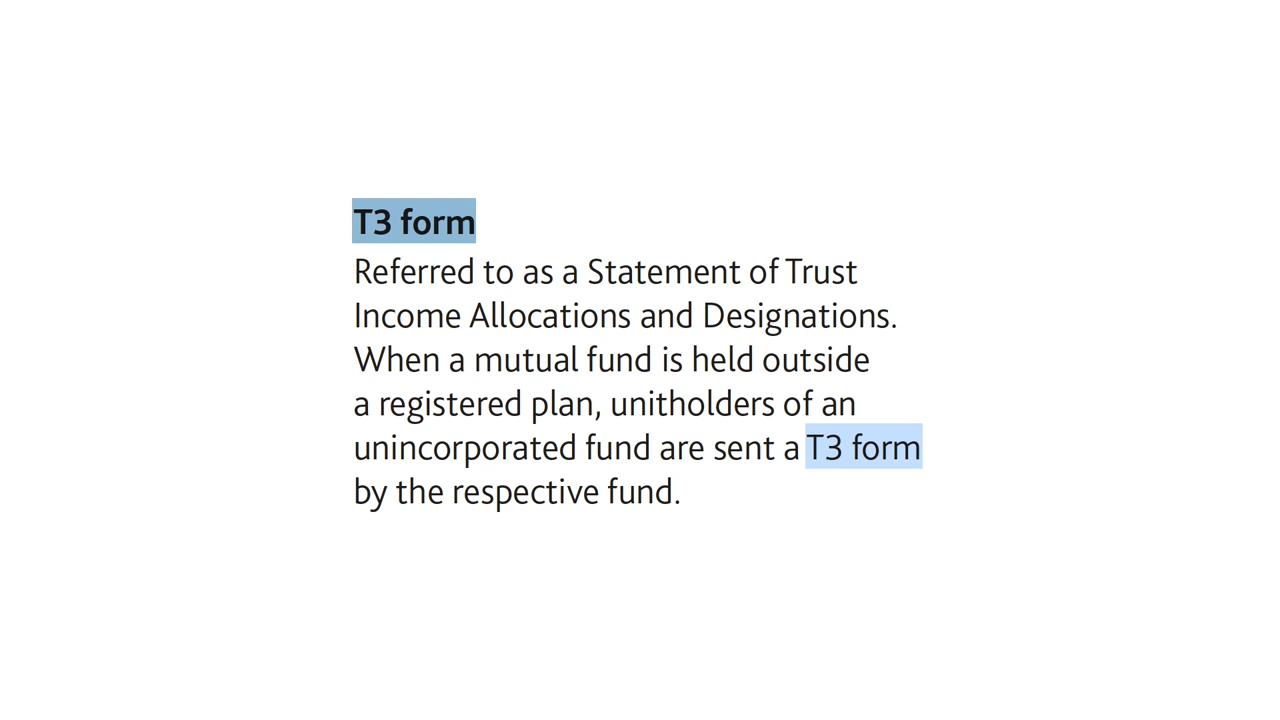 T3 form
Referred to as a Statement of Trust
Income Allocations and Designations.
When a mutual fund is held outside
a registered plan, unitholders of an
unincorporated fund are sent a T3 form
by the respective fund.